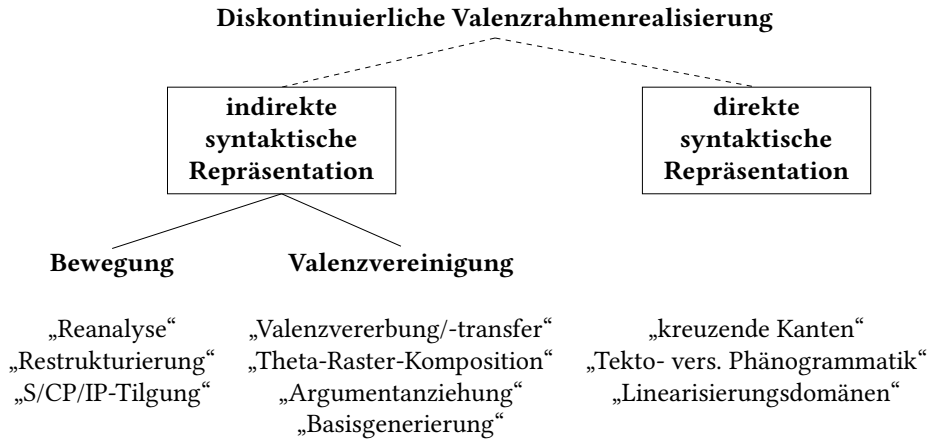 Diskontinuierliche Valenzrahmenrealisierung
indirekte
syntaktische
Repräsentation
direkte
syntaktische
Repräsentation
Bewegung
Valenzvereinigung
„Reanalyse“
„Restrukturierung“
„S/CP/IP-Tilgung“
„Valenzvererbung/-transfer“
„Theta-Raster-Komposition“
„Argumentanziehung“
„Basisgenerierung“
„kreuzende Kanten“
„Tekto- vers. Phänogrammatik“
„Linearisierungsdomänen“